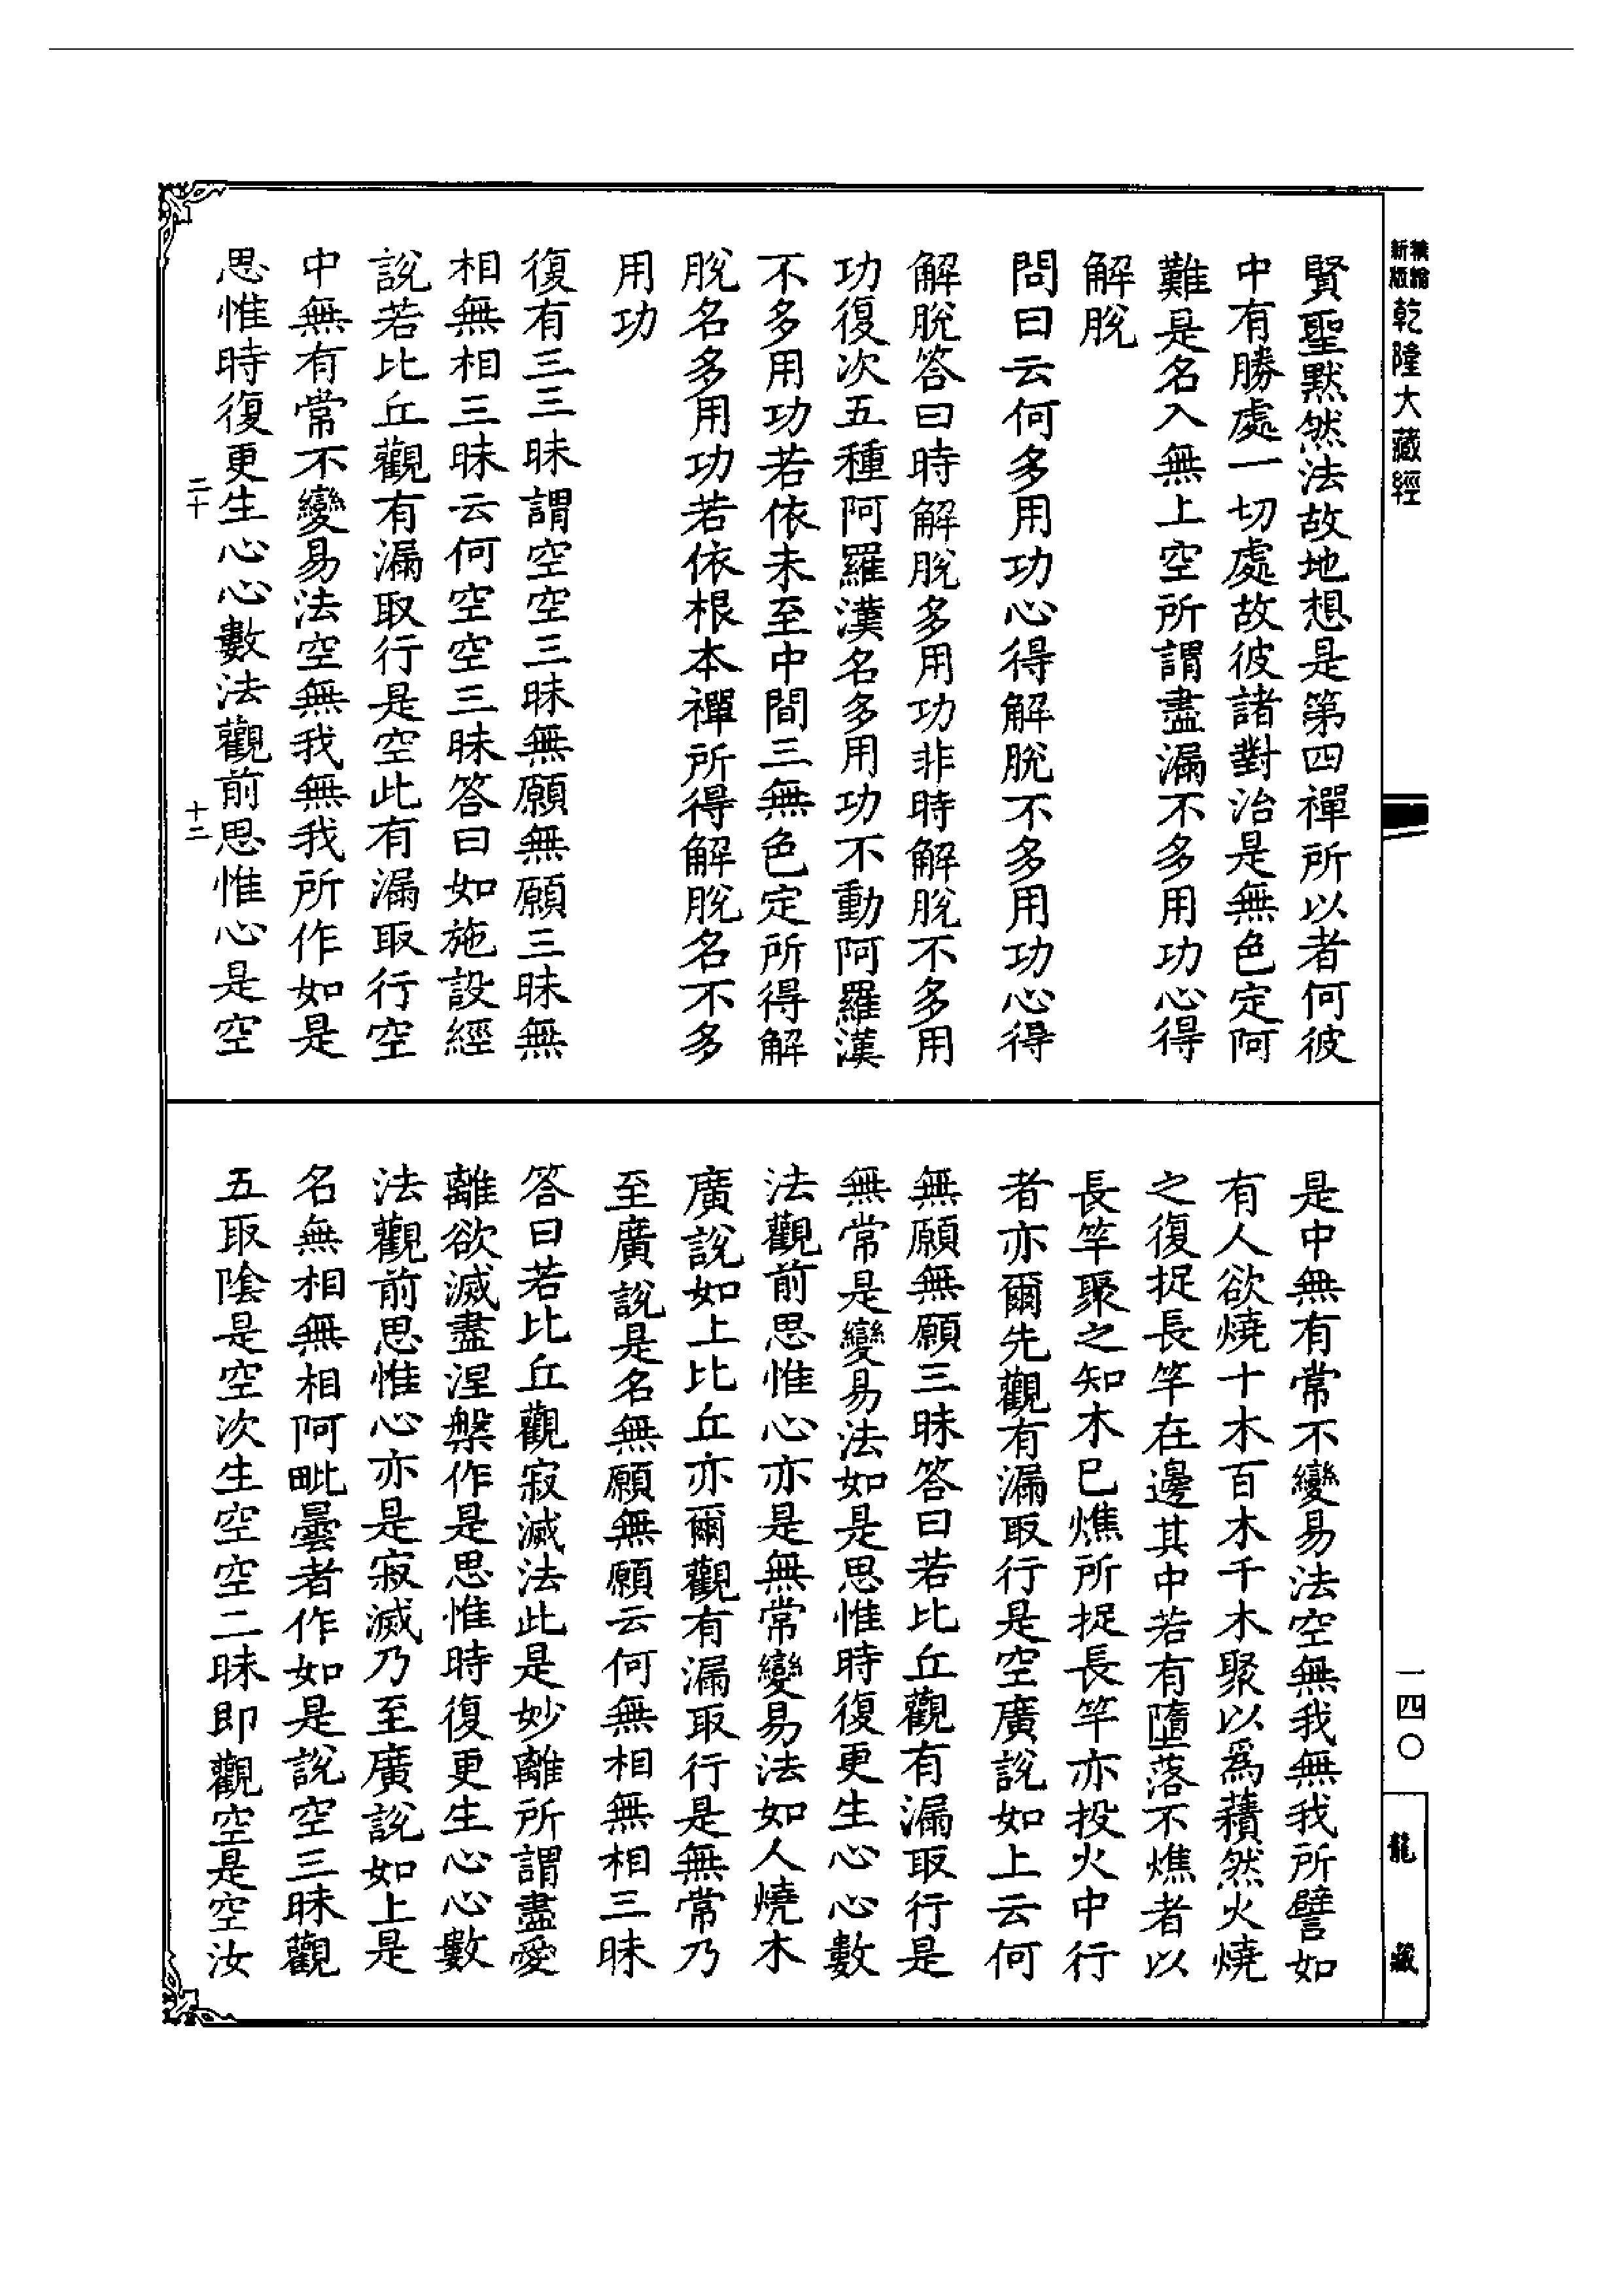 精縮新版乾隆大藏經
一四〇
龍藏
賢聖默然法故地想是第四禪所以者何彼
中有勝處一切處故彼諸對治是無色定阿
難是名入無上空所謂盡漏不多用功心得
解脫
問曰云何多用功心得解脫不多用功心得
解脫答曰時解脫多用功非時解脫不多用
功復次五種阿羅漢名多用功不動阿羅漢
不多用功若依未至中間三無色定所得解
脫名多用功若依根本禪所得解脫名不多
用功
復有三三昧謂空空三昧無願無願三昧無
相無相三昧云何空空三昧答曰如施設經
說若比丘觀有漏取行是空此有漏取行空
中無有常不變易法空無我無我所作如是
思惟時復更生心心數法觀前思惟心是空
二十
十二
是中無有常不變易法空無我無我所譬如
有人欲燒十木百木千木聚以爲積然火燒
之復捉長竿在邊其中若有墮落不燋者以
長竿聚之知木已燋所捉長竿亦投火中行
者亦爾先觀有漏取行是空廣說如上云何
無願無願三昧答曰若比丘觀有漏取行是
無常是變易法如是思惟時復更生心心數
法觀前思惟心亦是無常變易法如人燒木
廣說如上比丘亦爾觀有漏取行是無常乃
至廣說是名無願無願云何無相無相三昧
答曰若比丘觀寂滅法此是妙離所謂盡愛
離欲滅盡涅槃作是思惟時復更生心心數
法觀前思惟心亦是寂滅乃至廣說如上是
名無相無相阿毗曇者作如是說空三昧觀
五取陰是空次生空空二昧即觀空是空汝